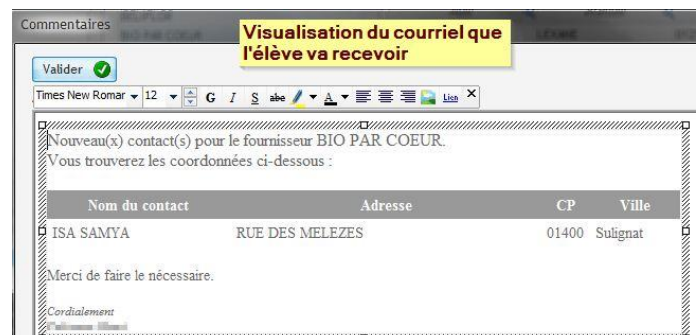 Commentaires
Visualisation du courriel que
l'élève va recevoir
Valider
Times New Romar 12 G I S abc A Lien X
Nouveau(x) contact(s) pour le fournisseur BIO PAR COEUR.
Vous trouverez les coordonnées ci-dessous :
Nom du contact Adresse CP Ville
ISA SAMYA RUE DES MELEZES 01400 Sulignat
Merci de faire le nécessaire.
Cordialement